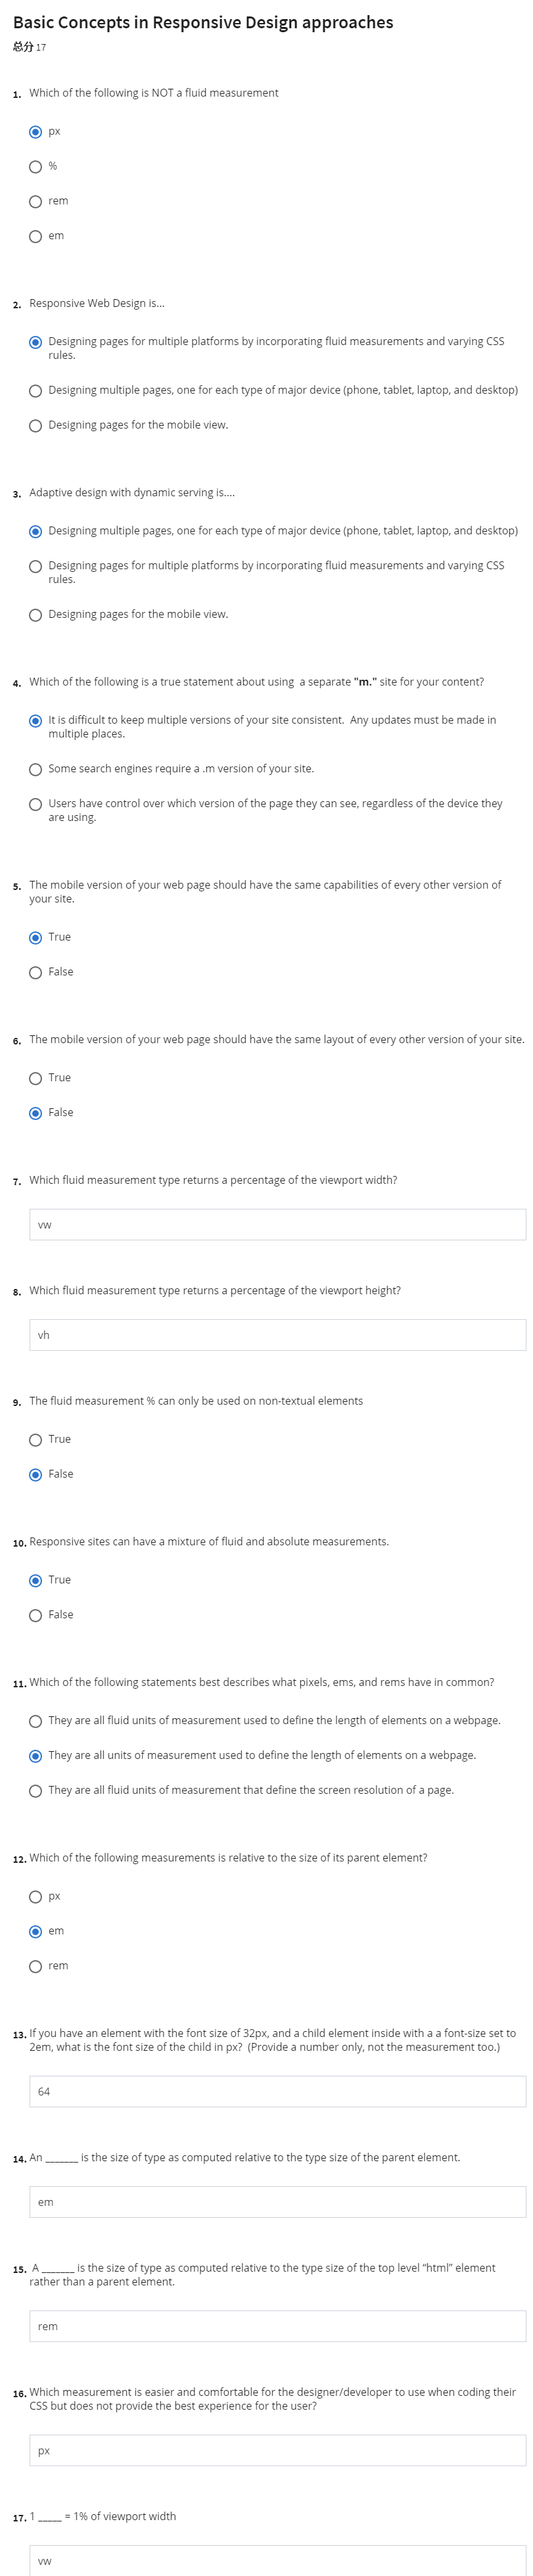 Basic Concepts in Responsive Design approaches
总分 17
1. Which of the following is NOT a fluid measurement
px
%
rem
em
2. Responsive Web Design is...
Designing pages for multiple platforms by incorporating fluid measurements and varying CSS
rules.
Designing multiple pages, one for each type of major device (phone, tablet, laptop, and desktop)
Designing pages for the mobile view.
3. Adaptive design with dynamic serving is....
Designing multiple pages, one for each type of major device (phone, tablet, laptop, and desktop)
Designing pages for multiple platforms by incorporating fluid measurements and varying CSS
rules.
Designing pages for the mobile view.
4. Which of the following is a true statement about using  a separate "m." site for your content?
It is difficult to keep multiple versions of your site consistent.  Any updates must be made in
multiple places.
Some search engines require a .m version of your site.
Users have control over which version of the page they can see, regardless of the device they
are using.
5. The mobile version of your web page should have the same capabilities of every other version of
your site.
True
False
6. The mobile version of your web page should have the same layout of every other version of your site.
True
False
7. Which fluid measurement type returns a percentage of the viewport width?
vw
8. Which fluid measurement type returns a percentage of the viewport height?
vh
9. The fluid measurement % can only be used on non-textual elements
True
False
10. Responsive sites can have a mixture of fluid and absolute measurements.
True
False
11. Which of the following statements best describes what pixels, ems, and rems have in common?
They are all fluid units of measurement used to define the length of elements on a webpage.
They are all units of measurement used to define the length of elements on a webpage.
They are all fluid units of measurement that define the screen resolution of a page.
12. Which of the following measurements is relative to the size of its parent element?
px
em
rem
13. If you have an element with the font size of 32px, and a child element inside with a a font-size set to
2em, what is the font size of the child in px?  (Provide a number only, not the measurement too.)
64
14. An _______ is the size of type as computed relative to the type size of the parent element.
em
15. A _______ is the size of type as computed relative to the type size of the top level “html” element
rather than a parent element.
rem
16. Which measurement is easier and comfortable for the designer/developer to use when coding their
CSS but does not provide the best experience for the user?
px
17. 1 _____ = 1% of viewport width
vw